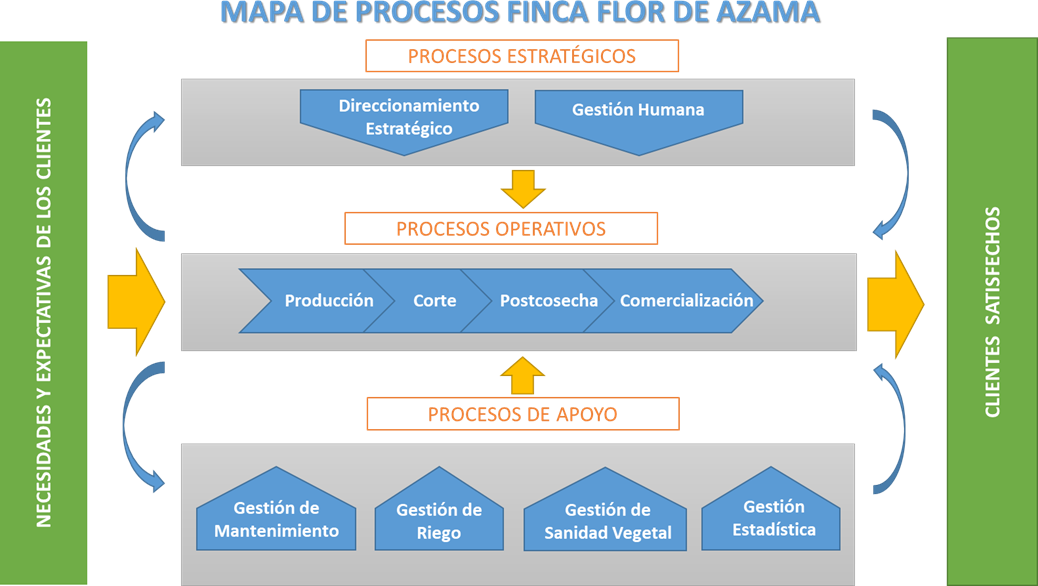 MAPA DE PROCESOS FINCA FLOR DE AZAMA
NECESIDADES Y EXPECTATIVAS DE LOS CLIENTES
PROCESOS ESTRATÉGICOS
Direccionamiento
Estratégico
Gestión Humana
PROCESOS OPERATIVOS
Producción
Corte
Postcosecha
Comercialización
PROCESOS DE APOYO
Gestión de
Mantenimiento
Gestión de
Riego
Gestión de
Sanidad Vegetal
Gestión
Estadística
CLIENTES SATISFECHOS